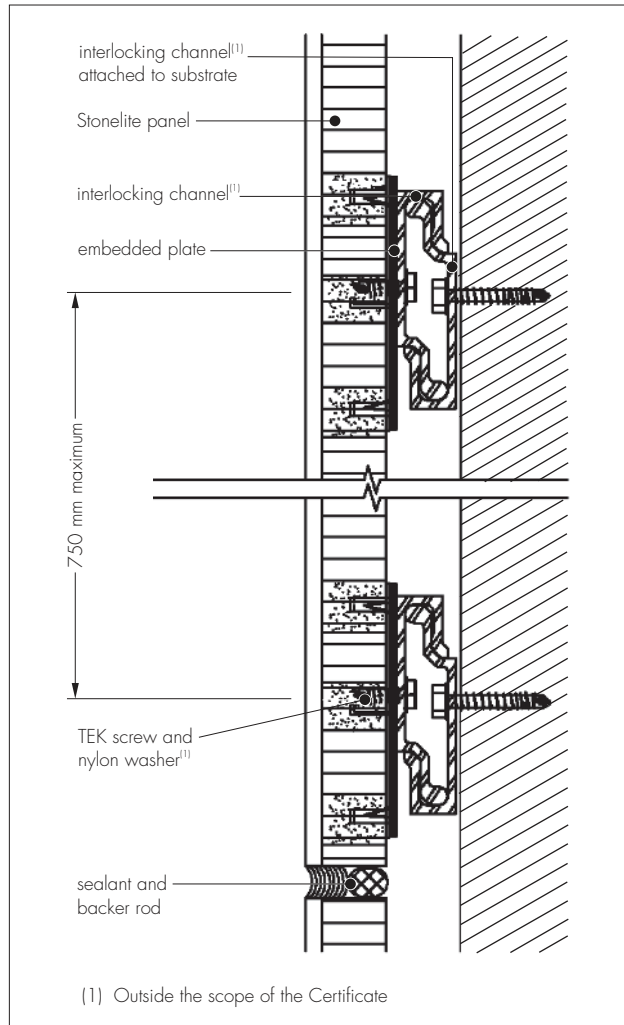 interlocking channel(1)
attached to substrate
Stonelite panel
interlocking channel(1)
embedded plate
750 mm maximum
TEK screw and
nylon washer(1)
sealant and
backer rod
(1) Outside the scope of the Certificate